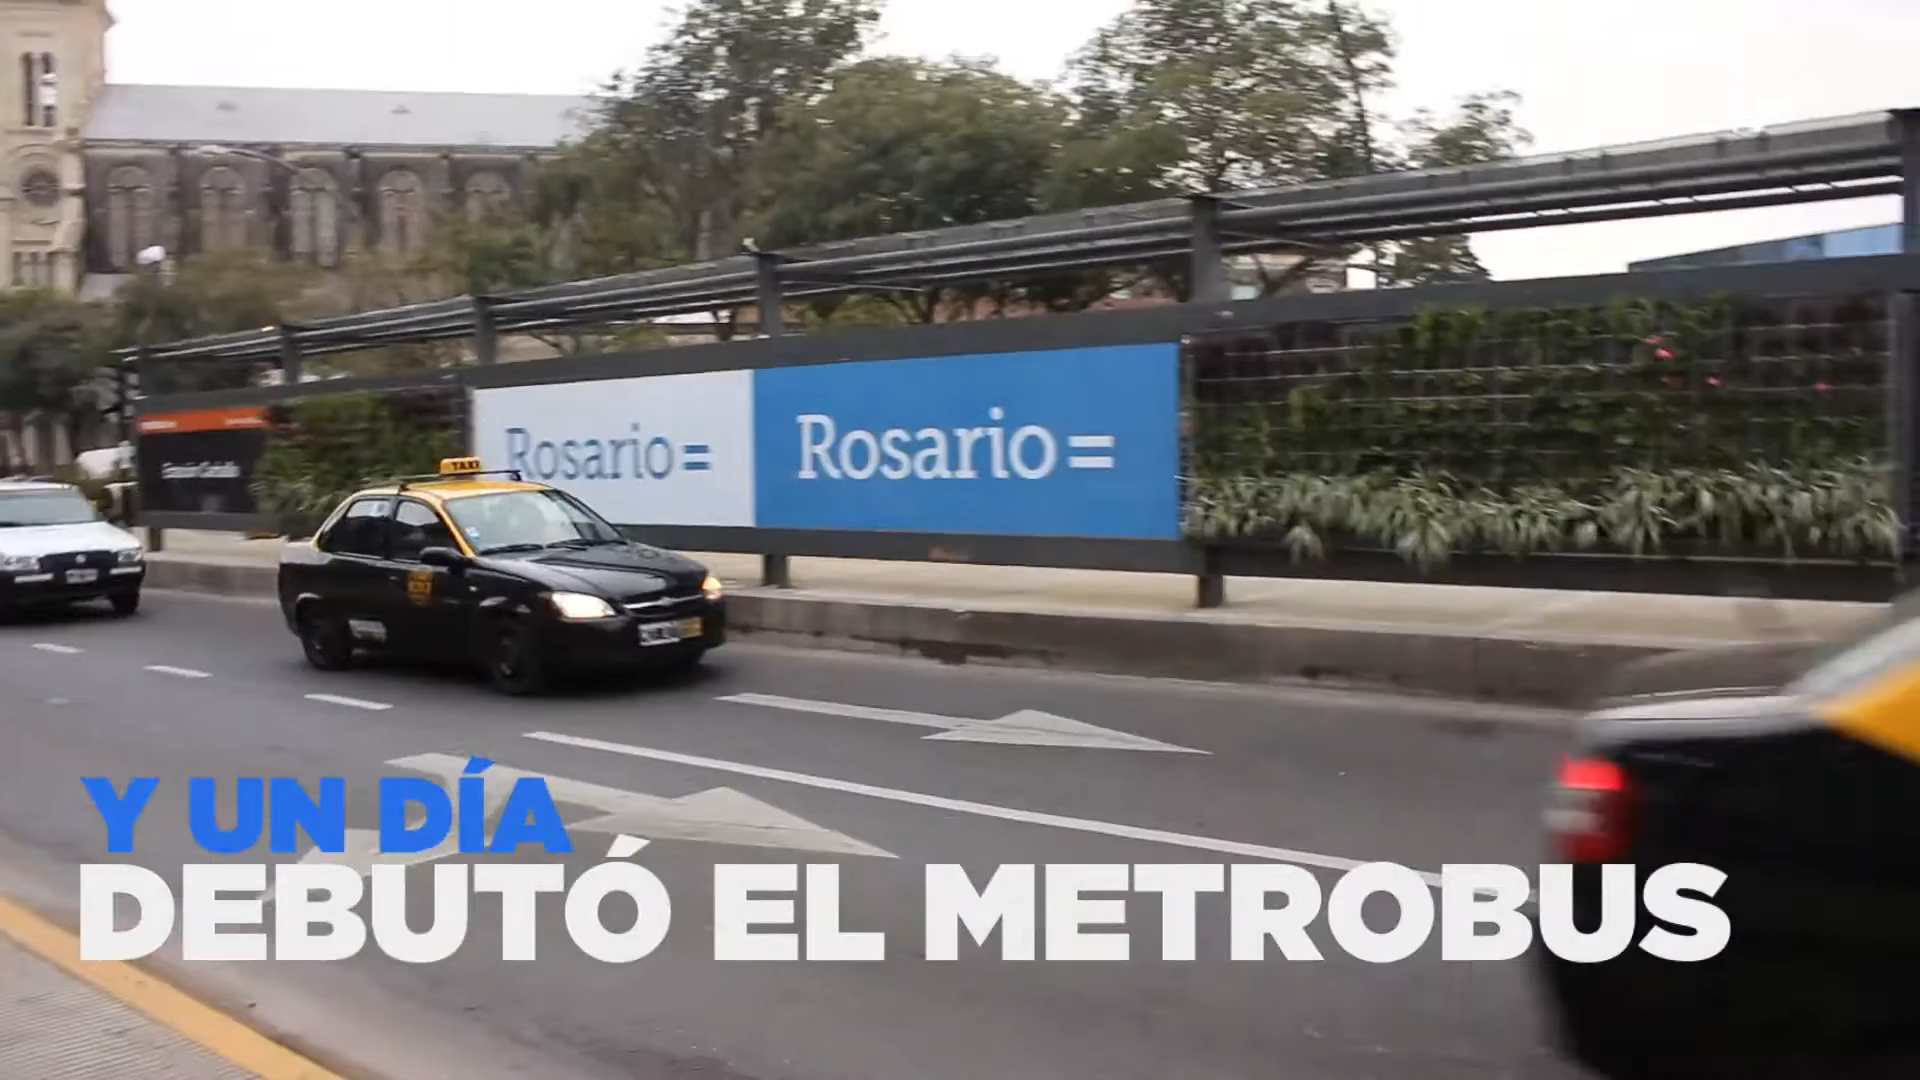 TAXI
Rosario=
Rosario=
Y UN DÍA
DEBUTÓ EL METROBUS